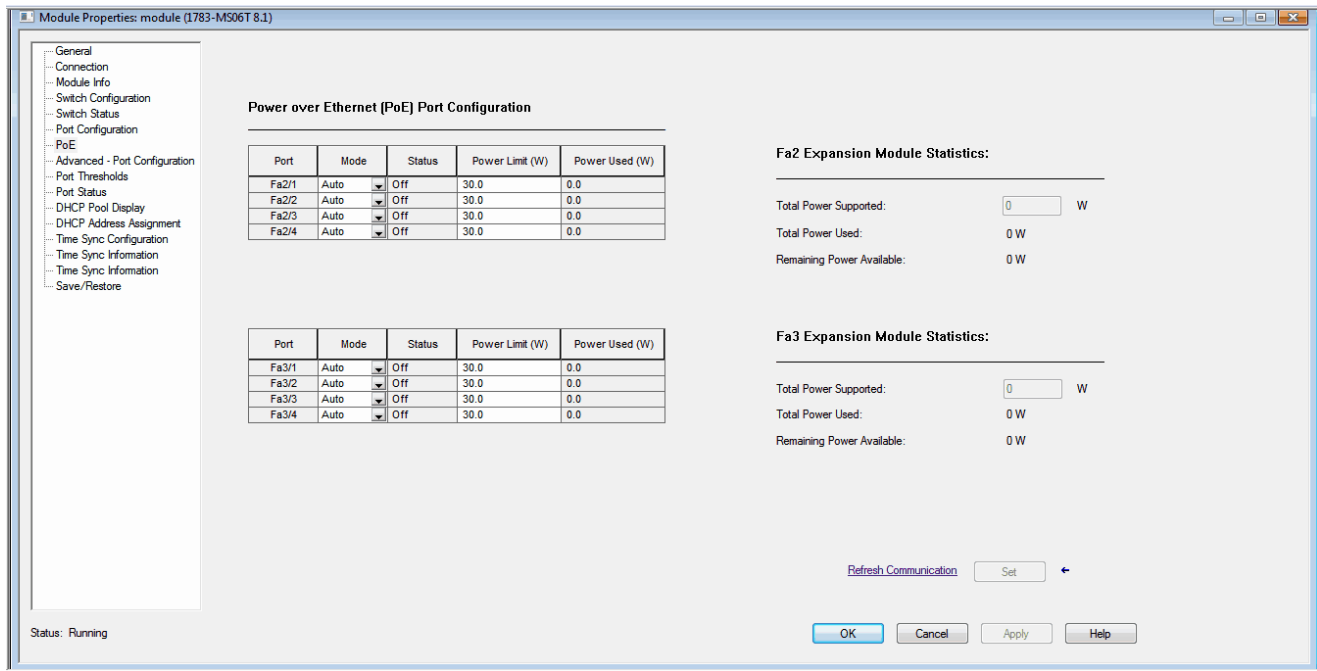 Module Properties: module (1783-MS06T 8.1)
General
Connection
Module Info
Switch Configuration
Switch Status
Port Configuration
PoE
Advanced - Port Configuration
Port Thresholds
Port Status
DHCP Pool Display
DHCP Address Assignment
Time Sync Configuration
Time Sync Information
Time Sync Information
Save/Restore
Power over Ethernet (PoE) Port Configuration
Port Mode Status Power Limit (W) Power Used (W)
Fa2/1 Auto Off 30.0 0.0
Fa2/2 Auto Off 30.0 0.0
Fa2/3 Auto Off 30.0 0.0
Fa2/4 Auto Off 30.0 0.0
Fa2 Expansion Module Statistics:
Total Power Supported: 0 W
Total Power Used: 0 W
Remaining Power Available: 0 W
Port Mode Status Power Limit (W) Power Used (W)
Fa3/1 Auto Off 30.0 0.0
Fa3/2 Auto Off 30.0 0.0
Fa3/3 Auto Off 30.0 0.0
Fa3/4 Auto Off 30.0 0.0
Fa3 Expansion Module Statistics:
Total Power Supported: 0 W
Total Power Used: 0 W
Remaining Power Available: 0 W
Refresh Communication Set ←
Status: Running
OK Cancel Apply Help